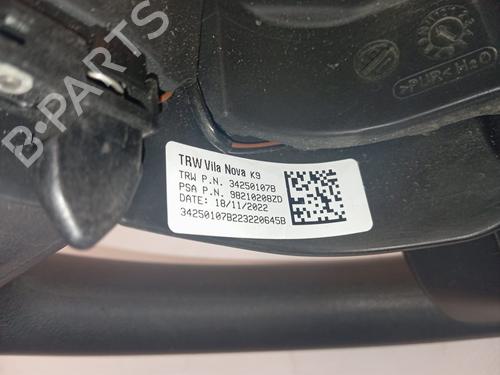 B-PARTS
>PUR< H2O
TRW Vila Nova K9
TRW P.N. 34250107B
PSA P.N. 98210208ZD
DATE: 18/11/2022
34250107B223220645B